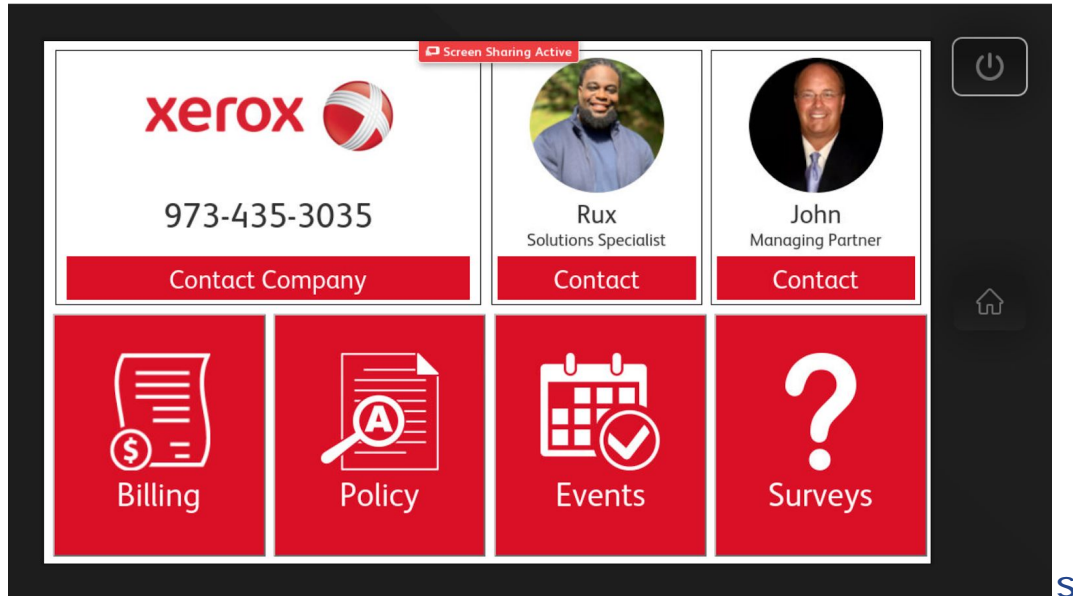 Screen Sharing Active
xerox
973-435-3035
Contact Company
Rux
Solutions Specialist
Contact
John
Managing Partner
Contact
Billing
A
Policy
Events
Surveys
S